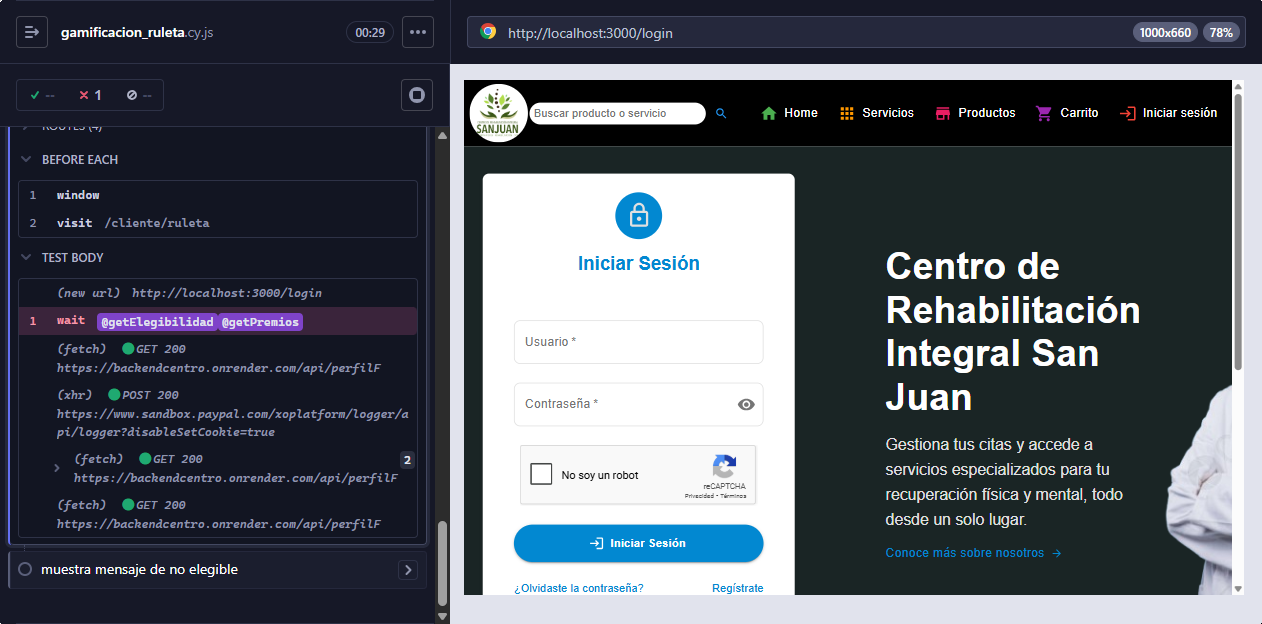 gamificacion_ruleta.cy.js
00:29
--
1
--
ROUTES (4)
BEFORE EACH
1 window
2 visit /cliente/ruleta
TEST BODY
(new url) http://localhost:3000/login
1 wait @getElegibilidad @getPremios
(fetch) GET 200
https://backendcentro.onrender.com/api/perfilF
(xhr) POST 200
https://www.sandbox.paypal.com/xoplatform/logger/a
pi/logger?disableSetCookie=true
(fetch) GET 200 2
https://backendcentro.onrender.com/api/perfilF
(fetch) GET 200
https://backendcentro.onrender.com/api/perfilF
muestra mensaje de no elegible
http://localhost:3000/login
1000x660 78%
SANJUAN
Buscar producto o servicio
Home
Servicios
Productos
Carrito
Iniciar sesión
Iniciar Sesión
Usuario *
Contraseña *
No soy un robot
reCAPTCHA
Privacidad - Términos
Iniciar Sesión
¿Olvidaste la contraseña? Regístrate
Centro de
Rehabilitación
Integral San
Juan
Gestiona tus citas y accede a
servicios especializados para tu
recuperación física y mental, todo
desde un solo lugar.
Conoce más sobre nosotros →